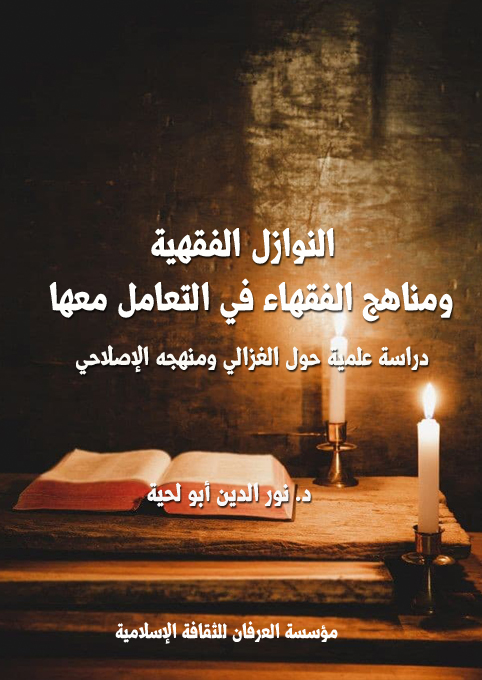 النوازل الفقهية
ومناهج الفقهاء في التعامل معها
دراسة علمية حول الغزالي ومنهجه الإصلاحي
د. نور الدين أبو لحية
مؤسسة العرفان للثقافة الإسلامية